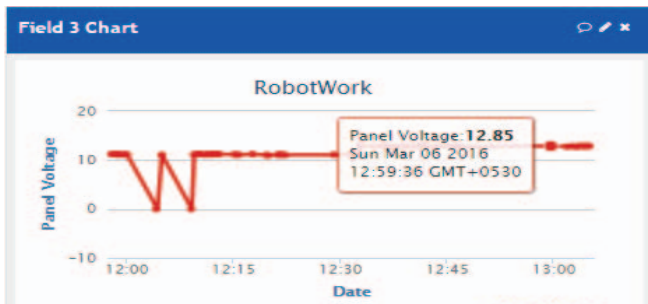 Field 3 Chart
RobotWork
Panel Voltage
20
10
0
-10
Panel Voltage:12.85
Sun Mar 06 2016
12:59:36 GMT+0530
12:00
12:15
12:30
12:45
13:00
Date